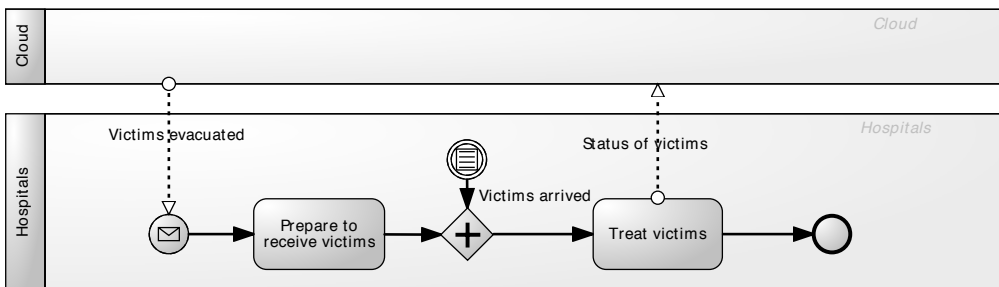 Cloud
Cloud
Victims evacuated
Hospitals
Status of victims
Hospitals
Victims arrived
Prepare to
receive victims
Treat victims